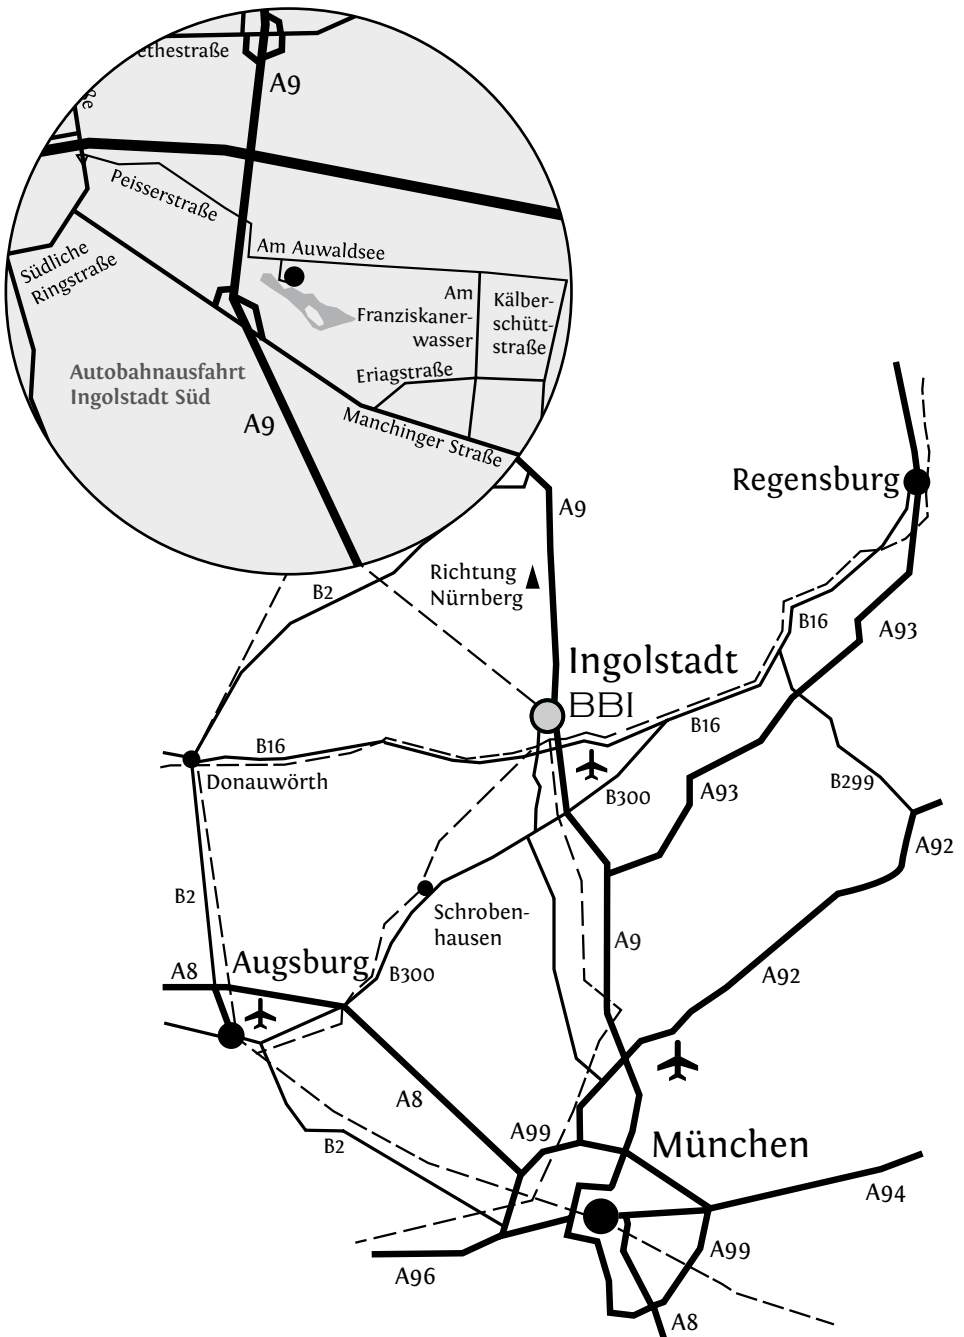 ethestraße
A9
ße
Peisserstraße
Am Auwaldsee
Südliche
Ringstraße
Am
Franziskaner-
wasser
Kälber-
schütt-
straße
Autobahnausfahrt
Ingolstadt Süd
Eriagstraße
A9
Manchinger Straße
Regensburg
A9
Richtung
Nürnberg
B2
B16
A93
Ingolstadt
BBI
B16
B16
Donauwörth
B300
A93
B299
A92
B2
Schroben-
hausen
A9
Augsburg
A8
B300
A92
A8
A99
München
B2
A94
A99
A96
A8